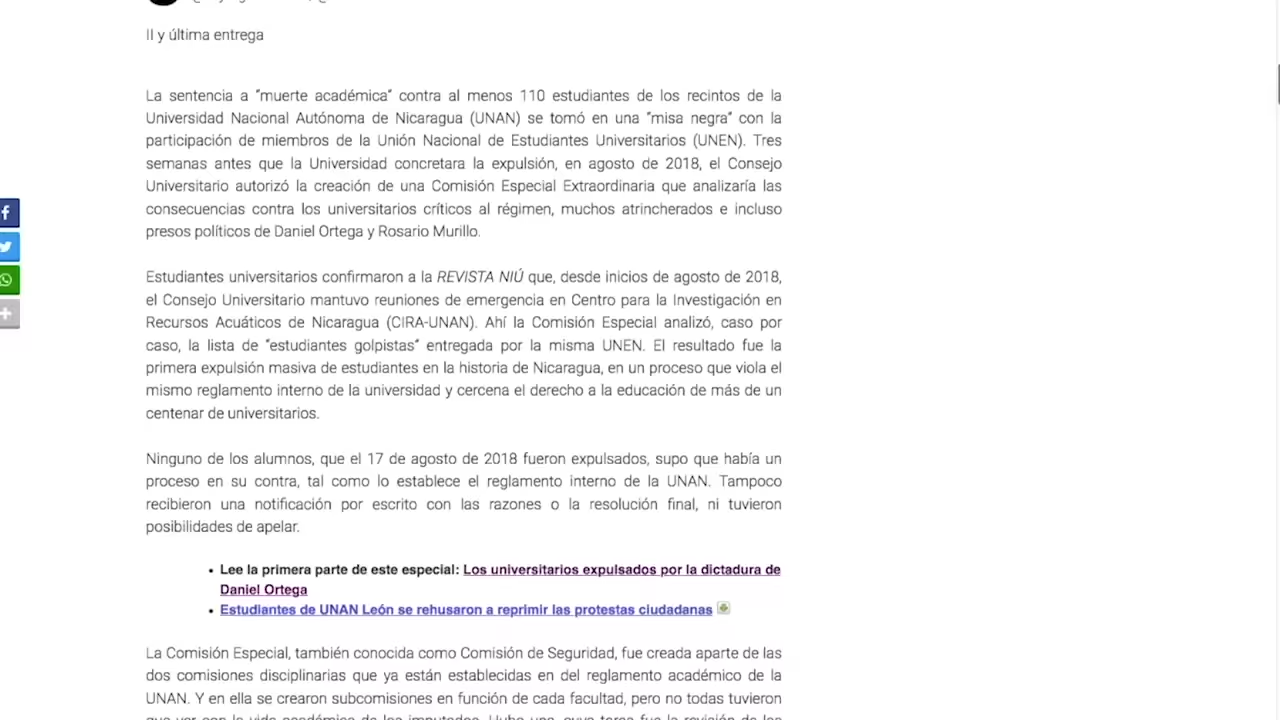 II y última entrega
La sentencia a “muerte académica” contra al menos 110 estudiantes de los recintos de la
Universidad Nacional Autónoma de Nicaragua (UNAN) se tomó en una “misa negra” con la
participación de miembros de la Unión Nacional de Estudiantes Universitarios (UNEN). Tres
semanas antes que la Universidad concretara la expulsión, en agosto de 2018, el Consejo
Universitario autorizó la creación de una Comisión Especial Extraordinaria que analizaría las
consecuencias contra los universitarios críticos al régimen, muchos atrincherados e incluso
presos políticos de Daniel Ortega y Rosario Murillo.
Estudiantes universitarios confirmaron a la REVISTA NIÚ que, desde inicios de agosto de 2018,
el Consejo Universitario mantuvo reuniones de emergencia en Centro para la Investigación en
Recursos Acuáticos de Nicaragua (CIRA-UNAN). Ahí la Comisión Especial analizó, caso por
caso, la lista de “estudiantes golpistas” entregada por la misma UNEN. El resultado fue la
primera expulsión masiva de estudiantes en la historia de Nicaragua, en un proceso que viola el
mismo reglamento interno de la universidad y cercena el derecho a la educación de más de un
centenar de universitarios.
Ninguno de los alumnos, que el 17 de agosto de 2018 fueron expulsados, supo que había un
proceso en su contra, tal como lo establece el reglamento interno de la UNAN. Tampoco
recibieron una notificación por escrito con las razones o la resolución final, ni tuvieron
posibilidades de apelar.
• Lee la primera parte de este especial: Los universitarios expulsados por la dictadura de
Daniel Ortega
• Estudiantes de UNAN León se rehusaron a reprimir las protestas ciudadanas
La Comisión Especial, también conocida como Comisión de Seguridad, fue creada aparte de las
dos comisiones disciplinarias que ya están establecidas en del reglamento académico de la
UNAN. Y en ella se crearon subcomisiones en función de cada facultad, pero no todas tuvieron